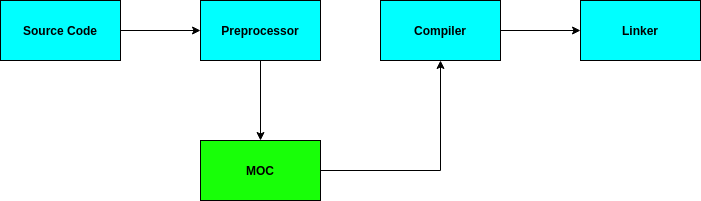 Source Code
Preprocessor
Compiler
Linker
MOC